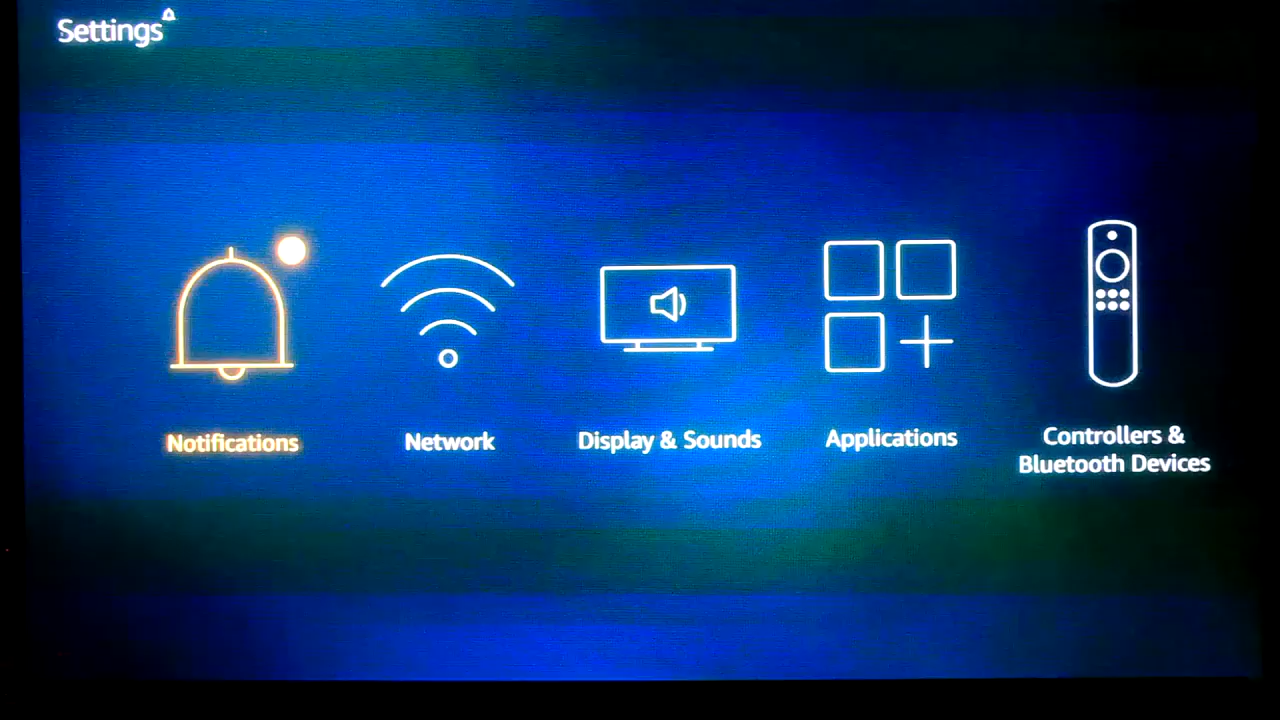 Settings
Notifications
Network
Display & Sounds
Applications
Controllers &
Bluetooth Devices